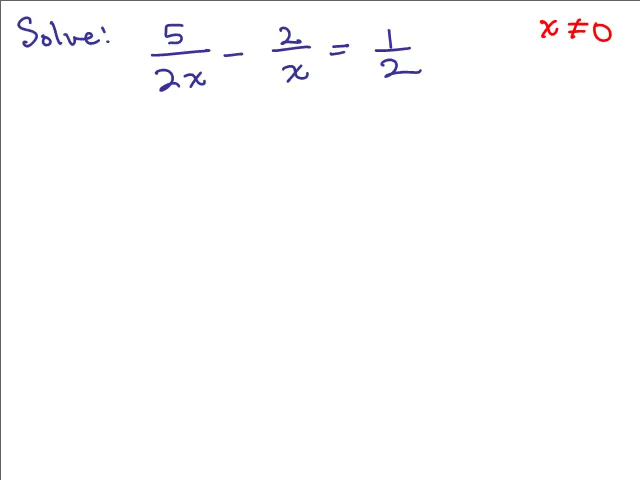 Solve: 5/2x - 2/x = 1/2
x ≠ 0